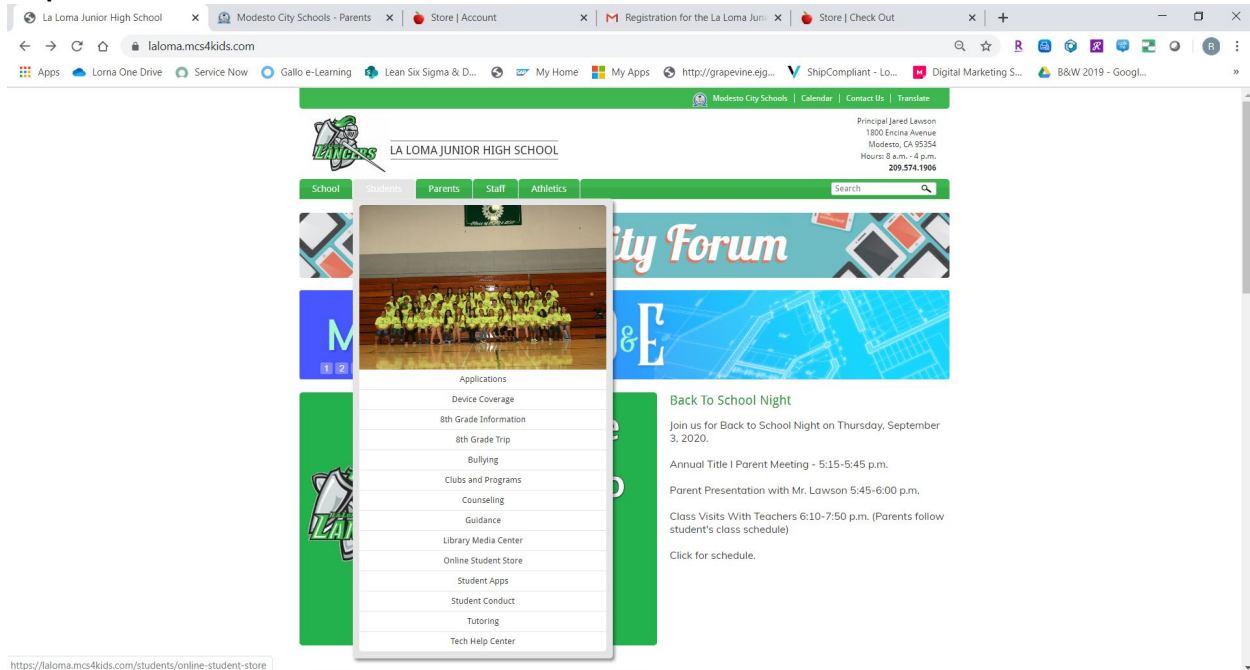 La Loma Junior High School
Modesto City Schools - Parents
Store | Account
Registration for the La Loma Juni
Store | Check Out
laloma.mcs4kids.com
Apps
Lorna One Drive
Service Now
Gallo e-Learning
Lean Six Sigma & D...
My Home
My Apps
http://grapevine.ejg...
ShipCompliant - Lo...
Digital Marketing S...
B&W 2019 - Googl...
Modesto City Schools | Calendar | Contact Us | Translate
LANCERS
LA LOMA JUNIOR HIGH SCHOOL
Principal Jared Lawson
1800 Encina Avenue
Modesto, CA 95354
Hours: 8 a.m. - 4 p.m.
209.574.1906
School
Students
Parents
Staff
Athletics
Search
ity Forum
M
&E
1 2
Applications
Device Coverage
8th Grade Information
8th Grade Trip
Bullying
Clubs and Programs
Counseling
Guidance
Library Media Center
Online Student Store
Student Apps
Student Conduct
Tutoring
Tech Help Center
Back To School Night
Join us for Back to School Night on Thursday, September
3, 2020.
Annual Title I Parent Meeting - 5:15-5:45 p.m.
Parent Presentation with Mr. Lawson 5:45-6:00 p.m.
Class Visits With Teachers 6:10-7:50 p.m. (Parents follow
student's class schedule)
Click for schedule.
https://laloma.mcs4kids.com/students/online-student-store